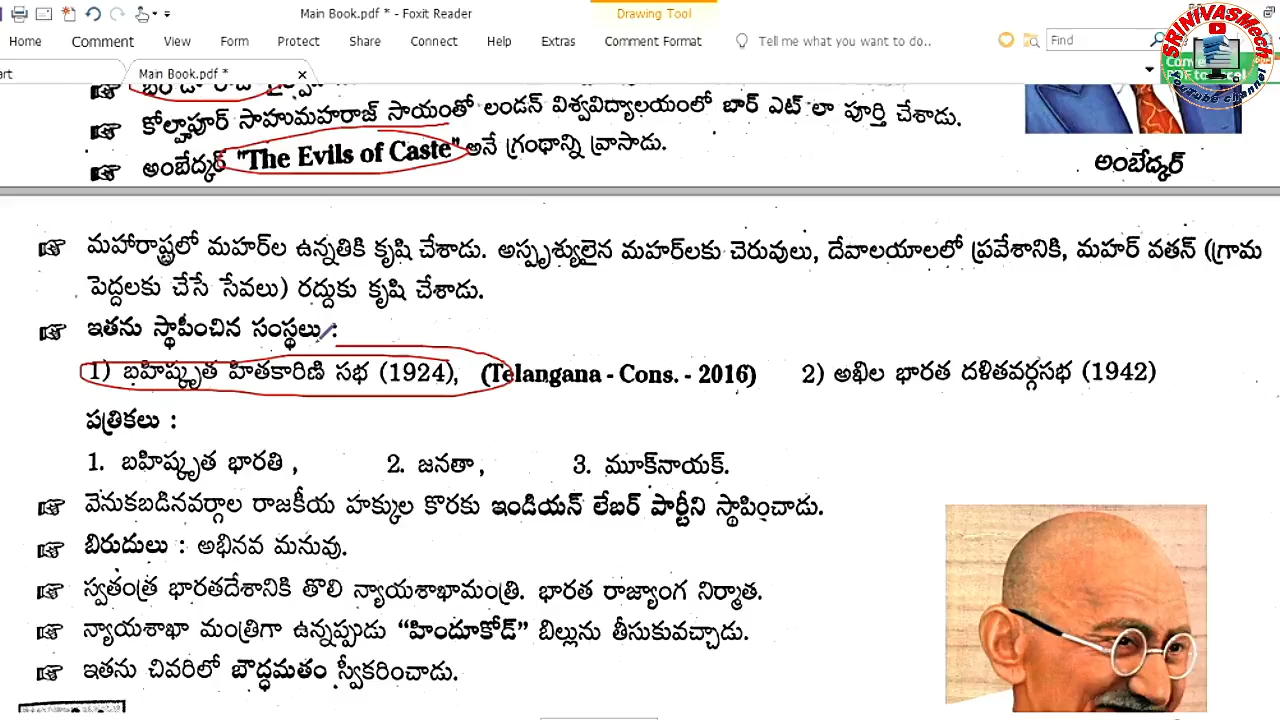 Main Book.pdf * - Foxit Reader
Drawing Tool
Home Comment View Form Protect Share Connect Help Extras Comment Format Tell me what you want to do.. Find
art Main Book.pdf *
SRINIVASMech
YouTube channel
కోల్హాపూర్ సాహుమహరాజ్ సాయంతో లండన్ విశ్వవిద్యాలయంలో బార్ ఎట్ లా పూర్తి చేశాడు.
అంబేద్కర్ "The Evils of Caste" అనే గ్రంథాన్ని వ్రాసాడు.
అంబేద్కర్
మహారాష్ట్రలో మహర్‌ల ఉన్నతికి కృషి చేశాడు. అస్పృశ్యులైన మహర్‌లకు చెరువులు, దేవాలయాలలో ప్రవేశానికి, మహర్ వతన్ (గ్రామ
పెద్దలకు చేసే సేవలు) రద్దుకు కృషి చేశాడు.
ఇతను స్థాపించిన సంస్థలు :
1) బహిష్కృత హితకారిణి సభ (1924), (Telangana - Cons. - 2016) 2) అఖిల భారత దళితవర్గసభ (1942)
పత్రికలు :
1. బహిష్కృత భారతి, 2. జనతా, 3. మూక్‌నాయక్.
వెనుకబడినవర్గాల రాజకీయ హక్కుల కొరకు ఇండియన్ లేబర్ పార్టీని స్థాపించాడు.
బిరుదులు : అభినవ మనువు.
స్వతంత్ర భారతదేశానికి తొలి న్యాయశాఖామంత్రి. భారత రాజ్యాంగ నిర్మాత.
న్యాయశాఖా మంత్రిగా ఉన్నప్పుడు "హిందూకోడ్" బిల్లును తీసుకువచ్చాడు.
ఇతను చివరిలో బౌద్ధమతం స్వీకరించాడు.